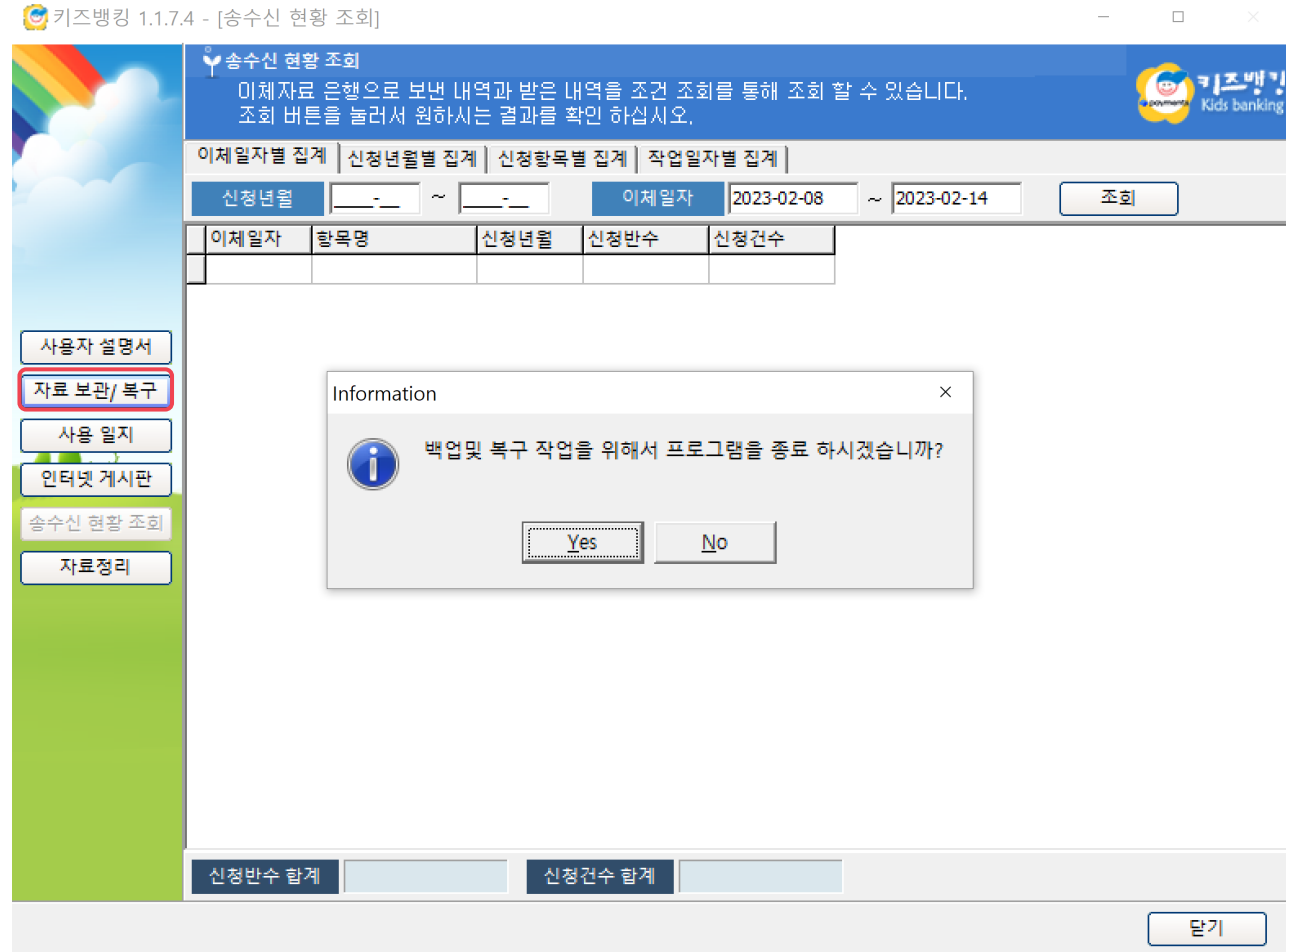 키즈뱅킹 1.1.7.4 - [송수신 현황 조회]
송수신 현황 조회
이체자료 은행으로 보낸 내역과 받은 내역을 조건 조회를 통해 조회 할 수 있습니다.
조회 버튼을 눌러서 원하시는 결과를 확인 하십시오.
payments 키즈뱅킹
Kids banking
이체일자별 집계 신청년월별 집계 신청항목별 집계 작업일자별 집계
신청년월 ____-__ ~ ____-__ 이체일자 2023-02-08 ~ 2023-02-14 조회
이체일자 항목명 신청년월 신청반수 신청건수
사용자 설명서
자료 보관/ 복구
사용 일지
인터넷 게시판
송수신 현황 조회
자료정리
Information
백업및 복구 작업을 위해서 프로그램을 종료 하시겠습니까?
Yes No
신청반수 합계 신청건수 합계
닫기